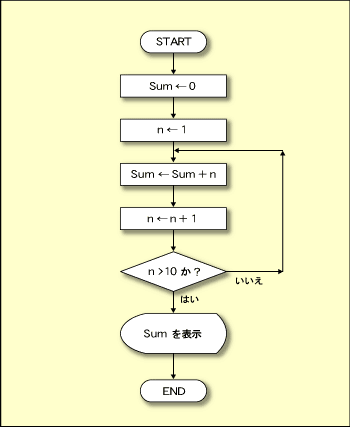 START
Sum ← 0
n ← 1
Sum ← Sum + n
n ← n + 1
n >10 か？
いいえ
はい
Sum を表示
END